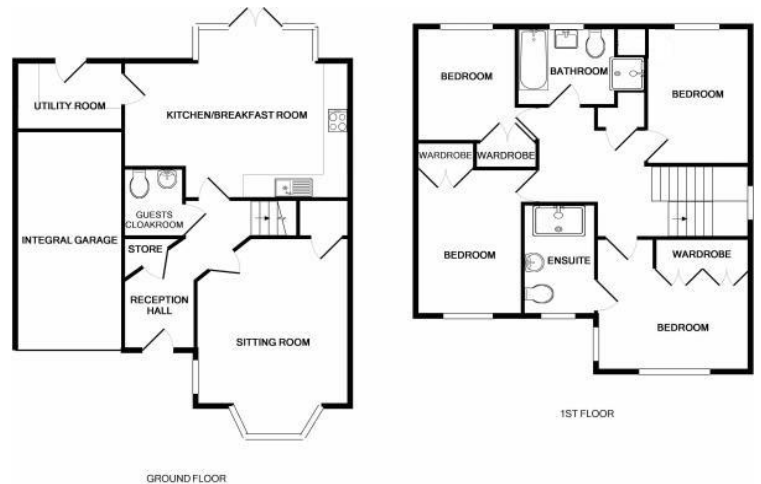 UTILITY ROOM
KITCHEN/BREAKFAST ROOM
GUESTS
CLOAKROOM
INTEGRAL GARAGE
STORE
RECEPTION
HALL
SITTING ROOM
GROUND FLOOR
BEDROOM
BATHROOM
BEDROOM
WARDROBE
WARDROBE
BEDROOM
ENSUITE
WARDROBE
BEDROOM
1ST FLOOR